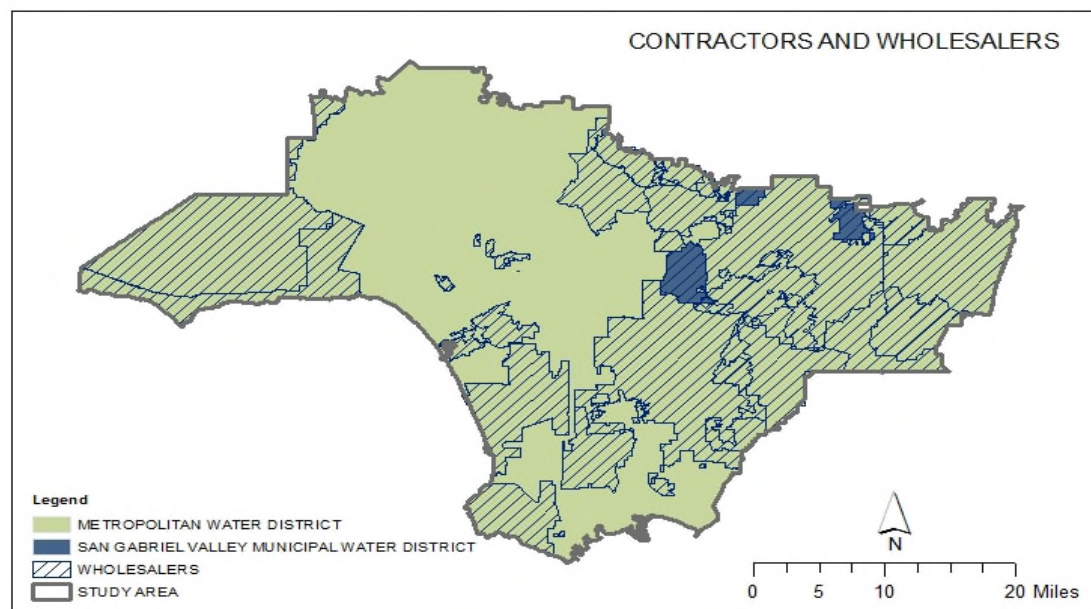 CONTRACTORS AND WHOLESALERS
Legend
METROPOLITAN WATER DISTRICT
SAN GABRIEL VALLEY MUNICIPAL WATER DISTRICT
WHOLESALERS
STUDY AREA
N
0 5 10 20 Miles